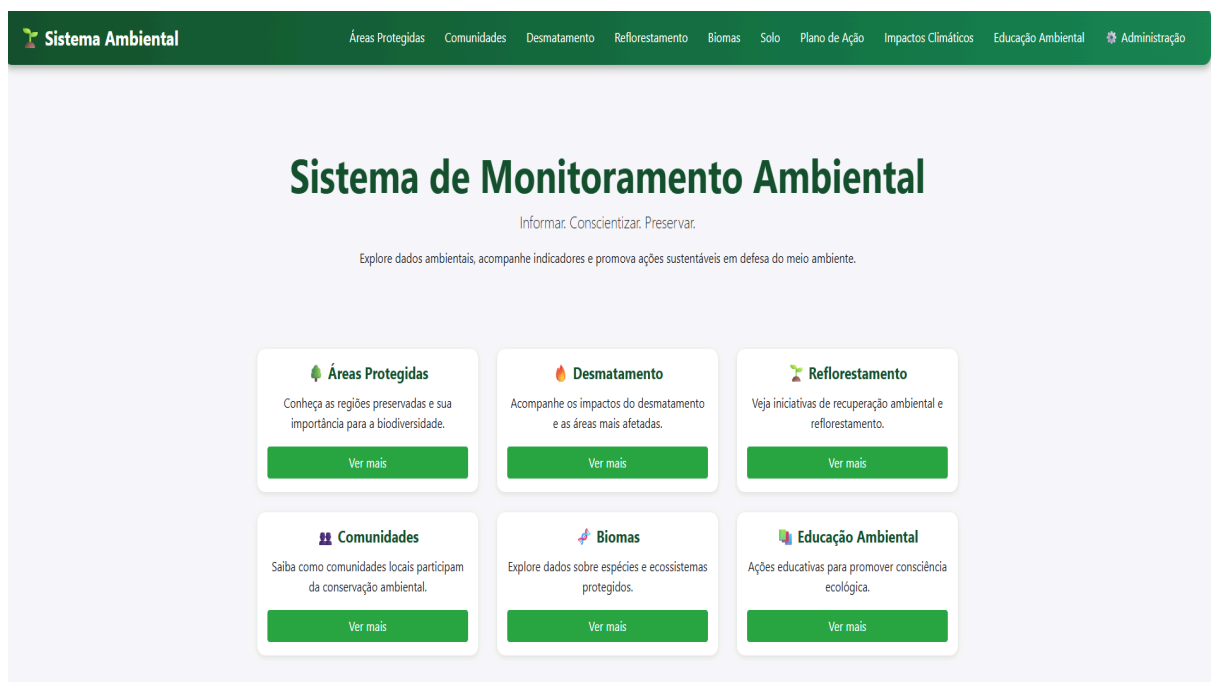 Sistema Ambiental
Áreas Protegidas Comunidades Desmatamento Reflorestamento Biomas Solo Plano de Ação Impactos Climáticos Educação Ambiental Administração
Sistema de Monitoramento Ambiental
Informar. Conscientizar. Preservar.
Explore dados ambientais, acompanhe indicadores e promova ações sustentáveis em defesa do meio ambiente.
Áreas Protegidas
Conheça as regiões preservadas e sua
importância para a biodiversidade.
Ver mais
Desmatamento
Acompanhe os impactos do desmatamento
e as áreas mais afetadas.
Ver mais
Reflorestamento
Veja iniciativas de recuperação ambiental e
reflorestamento.
Ver mais
Comunidades
Saiba como comunidades locais participam
da conservação ambiental.
Ver mais
Biomas
Explore dados sobre espécies e ecossistemas
protegidos.
Ver mais
Educação Ambiental
Ações educativas para promover consciência
ecológica.
Ver mais